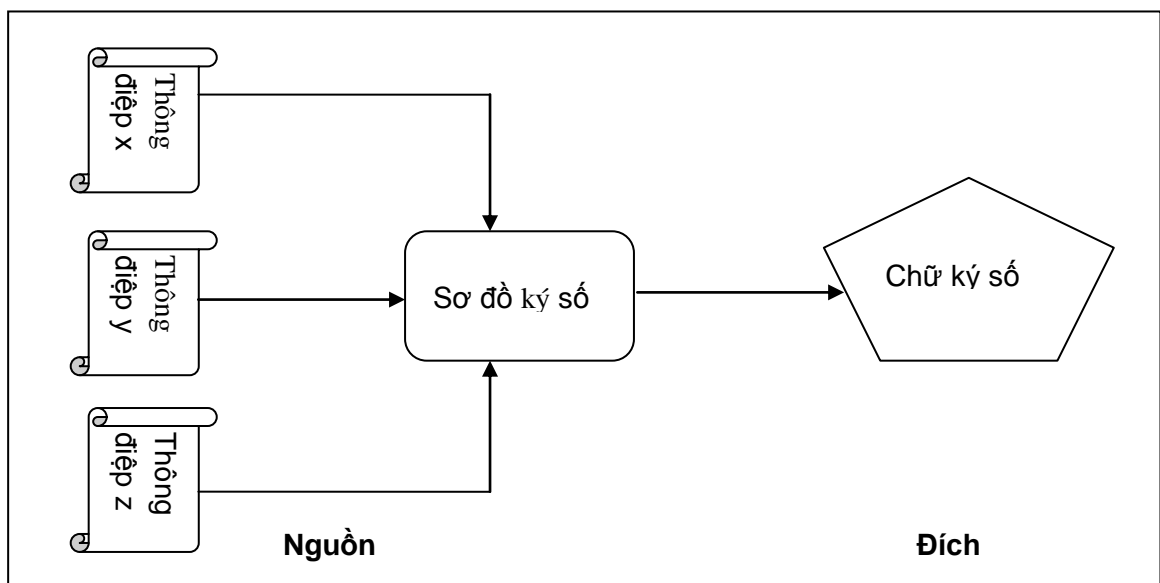 Thông
điệp x
Thông
điệp y
Thông
điệp z
Sơ đồ ký số
Chữ ký số
Nguồn
Đích